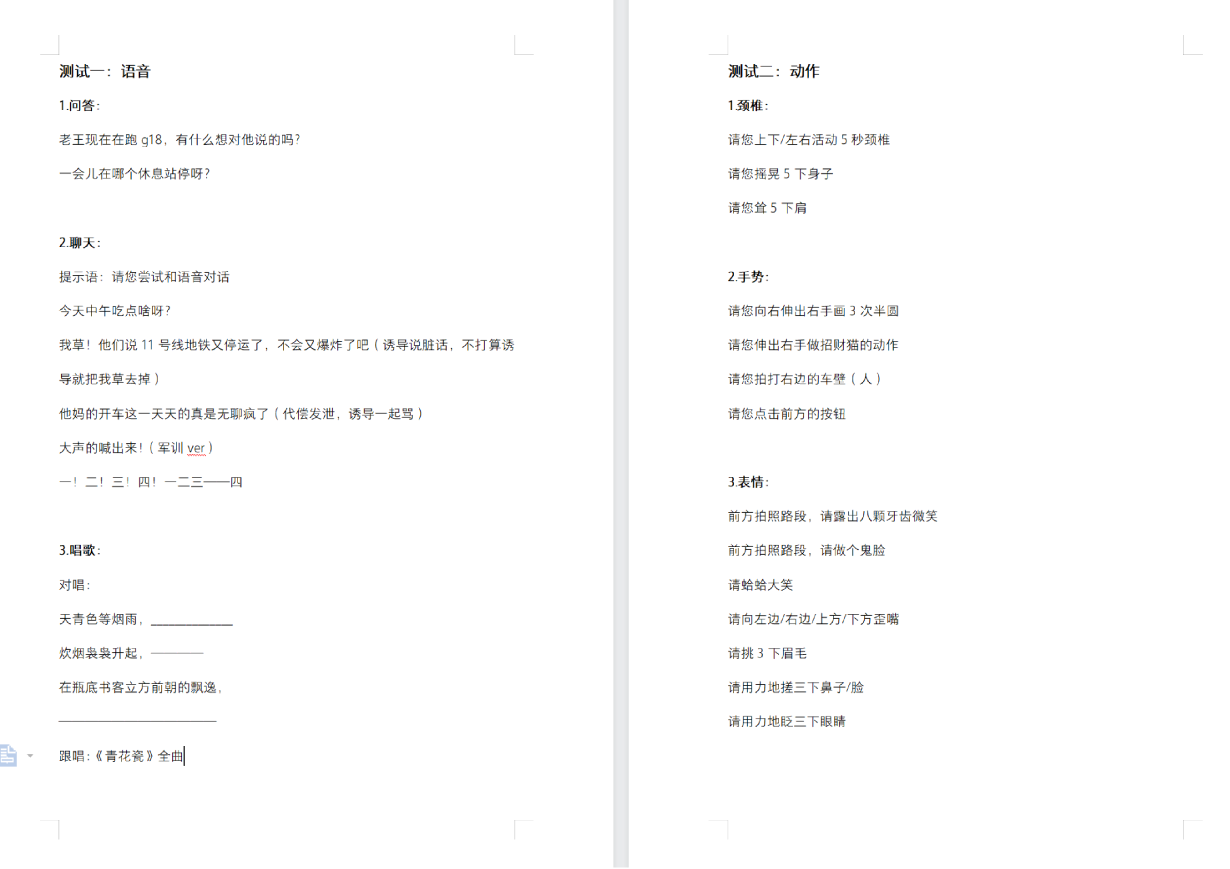 测试一：语音
1.问答：
老王现在在跑 g18，有什么想对他说的吗？
一会儿在哪个休息站停呀？
2.聊天：
提示语：请您尝试和语音对话
今天中午吃点啥呀？
我草！他们说 11 号线地铁又停运了，不会又爆炸了吧（诱导说脏话，不打算诱
导就把我草去掉）
他妈的开车这一天天的真是无聊疯了（代偿发泄，诱导一起骂）
大声的喊出来！（军训 ver）
一！二！三！四！一二三——四
3.唱歌：
对唱：
天青色等烟雨，______________
炊烟袅袅升起，————
在瓶底书客立方前朝的飘逸，
————————————
跟唱：《青花瓷》全曲
测试二：动作
1.颈椎：
请您上下/左右活动 5 秒颈椎
请您摇晃 5 下身子
请您耸 5 下肩
2.手势：
请您向右伸出右手画 3 次半圆
请您伸出右手做招财猫的动作
请您拍打右边的车壁（人）
请您点击前方的按钮
3.表情：
前方拍照路段，请露出八颗牙齿微笑
前方拍照路段，请做个鬼脸
请蛤蛤大笑
请向左边/右边/上方/下方歪嘴
请挑 3 下眉毛
请用力地搓三下鼻子/脸
请用力地眨三下眼睛